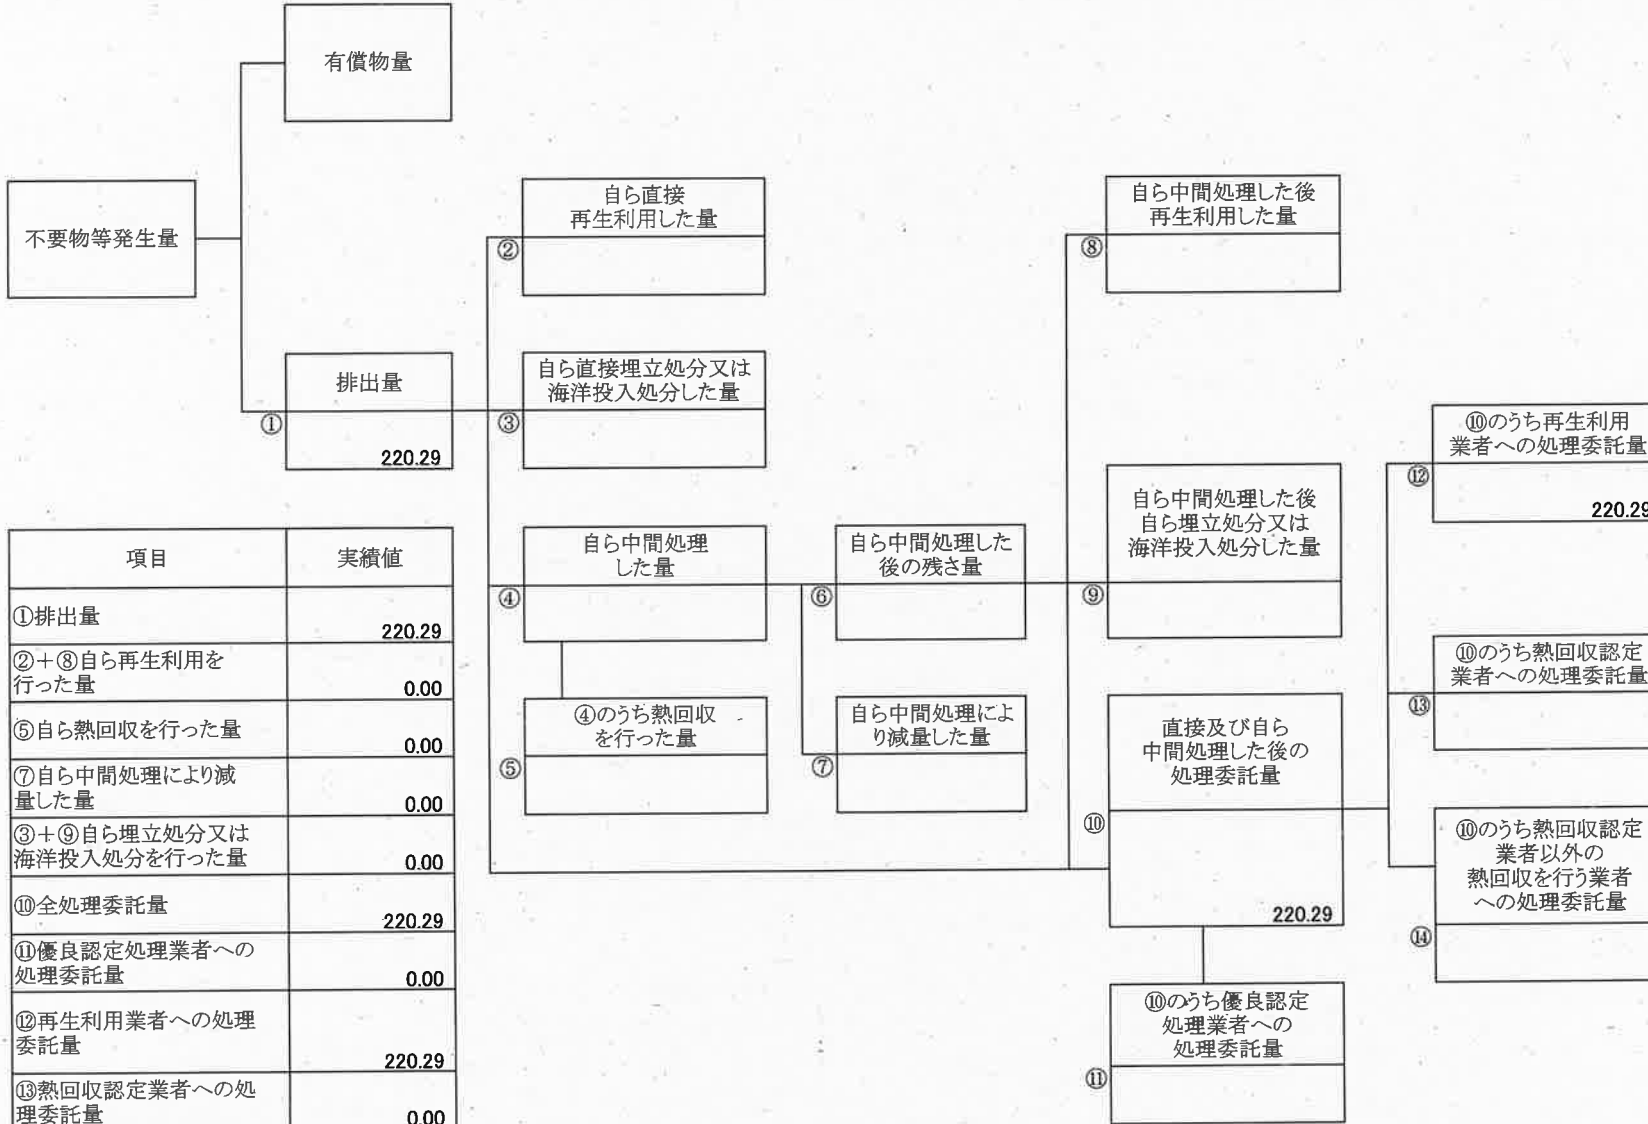 有償物量
不要物等発生量
自ら直接
再生利用した量
②
自ら中間処理した後
再生利用した量
⑧
排出量
①
220.29
自ら直接埋立処分又は
海洋投入処分した量
③
⑩のうち再生利用
業者への処理委託量
⑫
220.29
自ら中間処理
した量
④
自ら中間処理した
後の残さ量
⑥
自ら中間処理した後
自ら埋立処分又は
海洋投入処分した量
⑨
⑩のうち熱回収認定
業者への処理委託量
⑬
④のうち熱回収
を行った量
⑤
自ら中間処理によ
り減量した量
⑦
直接及び自ら
中間処理した後の
処理委託量
⑩
220.29
⑩のうち熱回収認定
業者以外の
熱回収を行う業者
への処理委託量
⑭
⑩のうち優良認定
処理業者への
処理委託量
⑪
項目 実績値
①排出量 220.29
②+⑧自ら再生利用を
行った量 0.00
⑤自ら熱回収を行った量 0.00
⑦自ら中間処理により減
量した量 0.00
③+⑨自ら埋立処分又は
海洋投入処分を行った量 0.00
⑩全処理委託量 220.29
⑪優良認定処理業者への
処理委託量 0.00
⑫再生利用業者への処理
委託量 220.29
⑬熱回収認定業者への処
理委託量 0.00